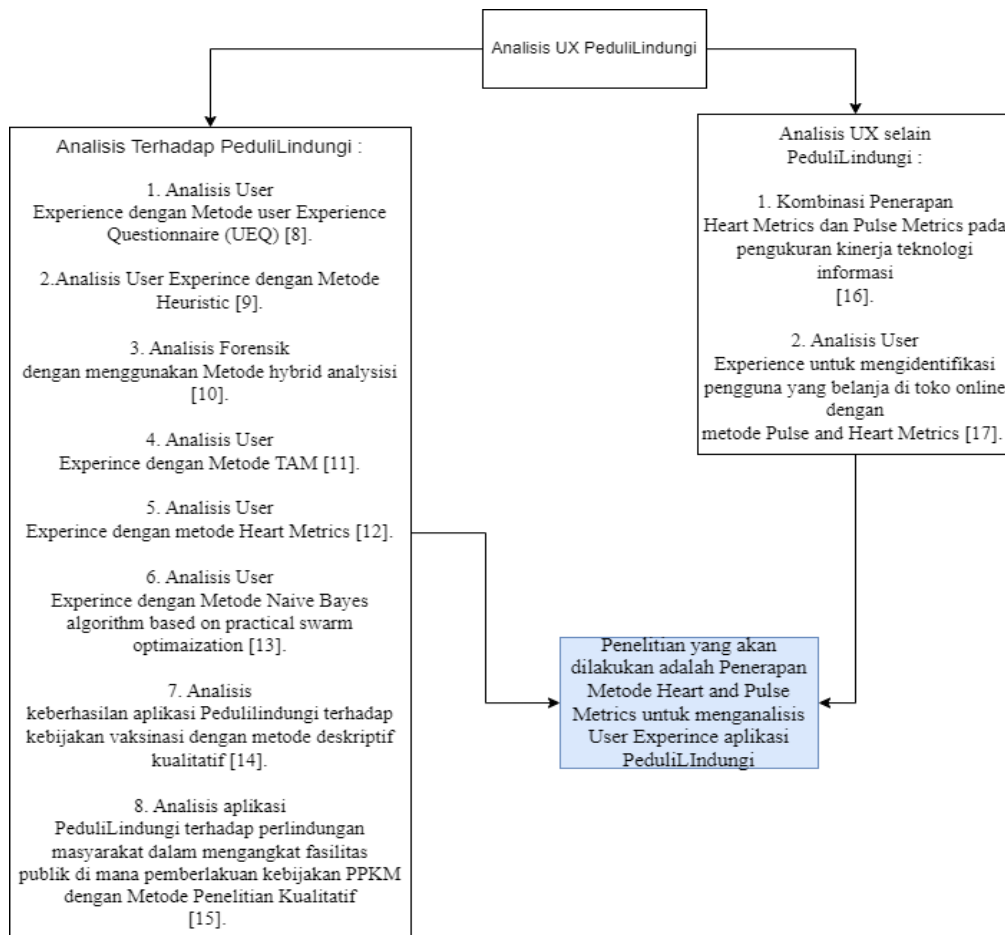 Analisis UX PeduliLindungi
Analisis Terhadap PeduliLindungi :
1. Analisis User
Experience dengan Metode user Experience
Questionnaire (UEQ) [8].
2.Analisis User Experince dengan Metode
Heuristic [9].
3. Analisis Forensik
dengan menggunakan Metode hybrid analysisi
[10].
4. Analisis User
Experince dengan Metode TAM [11].
5. Analisis User
Experince dengan metode Heart Metrics [12].
6. Analisis User
Experince dengan Metode Naive Bayes
algorithm based on practical swarm
optimaization [13].
7. Analisis
keberhasilan aplikasi Pedulilindungi terhadap
kebijakan vaksinasi dengan metode deskriptif
kualitatif [14].
8. Analisis aplikasi
PeduliLindungi terhadap perlindungan
masyarakat dalam mengangkat fasilitas
publik di mana pemberlakuan kebijakan PPKM
dengan Metode Penelitian Kualitatif
[15].
Analisis UX selain
PeduliLindungi :
1. Kombinasi Penerapan
Heart Metrics dan Pulse Metrics pada
pengukuran kinerja teknologi
informasi
[16].
2. Analisis User
Experience untuk mengidentifikasi
pengguna yang belanja di toko online
dengan
metode Pulse and Heart Metrics [17].
Penelitian yang akan
dilakukan adalah Penerapan
Metode Heart and Pulse
Metrics untuk menganalisis
User Experince aplikasi
PeduliLIndungi